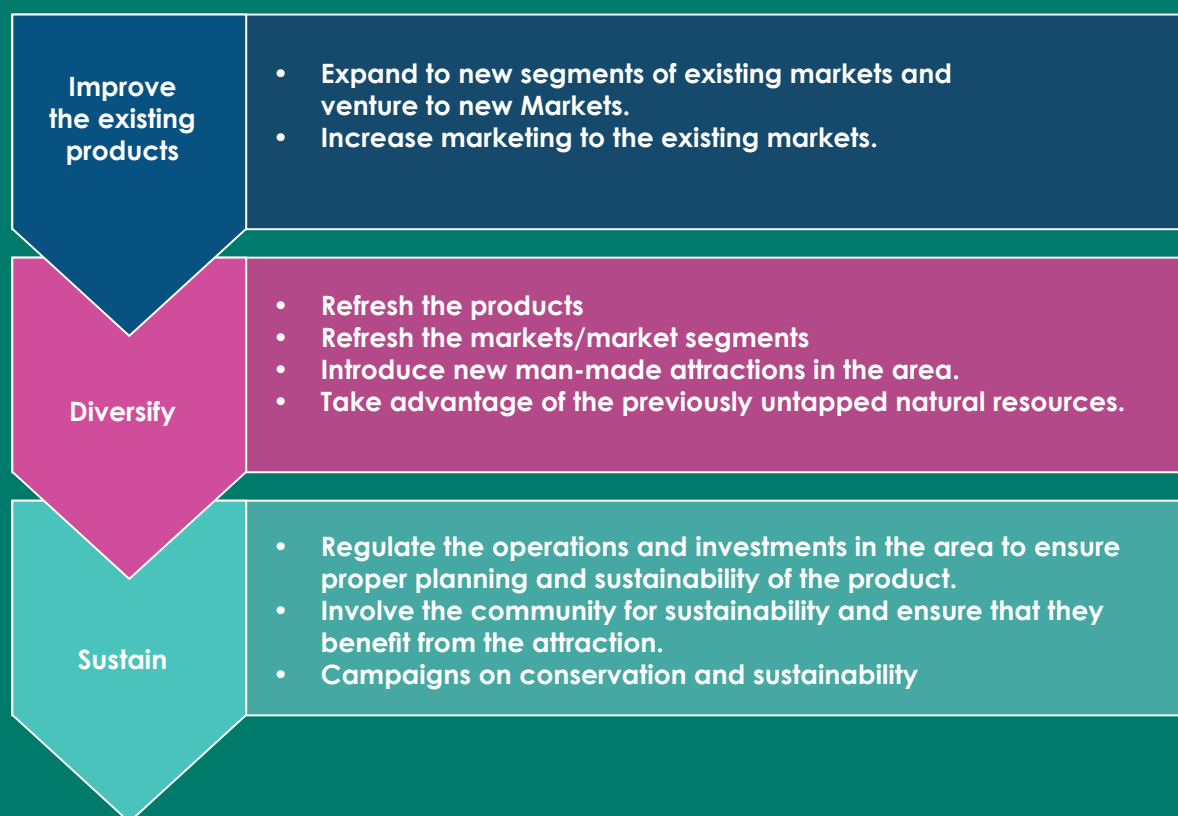 Improve
the existing
products
• Expand to new segments of existing markets and
venture to new Markets.
• Increase marketing to the existing markets.
Diversify
• Refresh the products
• Refresh the markets/market segments
• Introduce new man-made attractions in the area.
• Take advantage of the previously untapped natural resources.
Sustain
• Regulate the operations and investments in the area to ensure
proper planning and sustainability of the product.
• Involve the community for sustainability and ensure that they
benefit from the attraction.
• Campaigns on conservation and sustainability